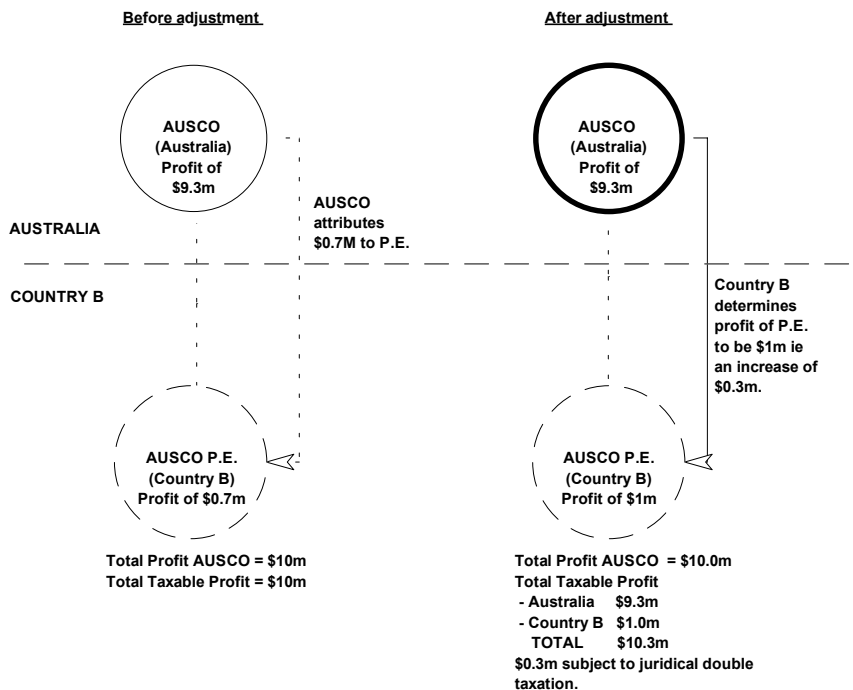 Before adjustment
After adjustment
AUSCO
(Australia)
Profit of
$9.3m
AUSCO
attributes
$0.7M to P.E.
AUSCO
(Australia)
Profit of
$9.3m
AUSTRALIA
COUNTRY B
Country B
determines
profit of P.E.
to be $1m ie
an increase of
$0.3m.
AUSCO P.E.
(Country B)
Profit of $0.7m
AUSCO P.E.
(Country B)
Profit of $1m
Total Profit AUSCO = $10m
Total Taxable Profit = $10m
Total Profit AUSCO = $10.0m
Total Taxable Profit
- Australia $9.3m
- Country B $1.0m
TOTAL $10.3m
$0.3m subject to juridical double
taxation.